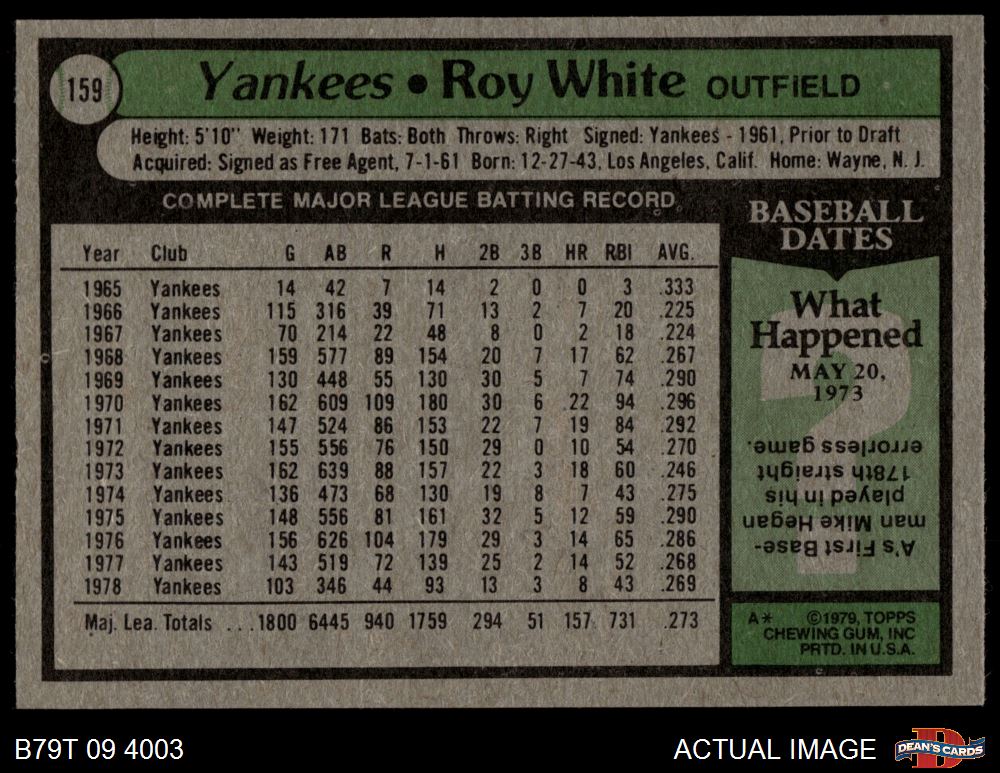 159
Yankees • Roy White OUTFIELD
Height: 5'10" Weight: 171 Bats: Both Throws: Right Signed: Yankees - 1961, Prior to Draft
Acquired: Signed as Free Agent, 7-1-61 Born: 12-27-43, Los Angeles, Calif. Home: Wayne, N. J.
COMPLETE MAJOR LEAGUE BATTING RECORD
Year Club G AB R H 2B 3B HR RBI AVG.
1965 Yankees 14 42 7 14 2 0 0 3 .333
1966 Yankees 115 316 39 71 13 2 7 20 .225
1967 Yankees 70 214 22 48 8 0 2 18 .224
1968 Yankees 159 577 89 154 20 7 17 62 .267
1969 Yankees 130 448 55 130 30 5 7 74 .290
1970 Yankees 162 609 109 180 30 6 22 94 .296
1971 Yankees 147 524 86 153 22 7 19 84 .292
1972 Yankees 155 556 76 150 29 0 10 54 .270
1973 Yankees 162 639 88 157 22 3 18 60 .246
1974 Yankees 136 473 68 130 19 8 7 43 .275
1975 Yankees 148 556 81 161 32 5 12 59 .290
1976 Yankees 156 626 104 179 29 3 14 65 .286
1977 Yankees 143 519 72 139 25 2 14 52 .268
1978 Yankees 103 346 44 93 13 3 8 43 .269
Maj. Lea. Totals ...1800 6445 940 1759 294 51 157 731 .273
BASEBALL
DATES
What
Happened
MAY 20,
1973
A's First Base-
man Mike Hegan
played in his
178th straight
errorless game.
A* ©1979, TOPPS
CHEWING GUM, INC
PRTD. IN U.S.A.
B79T 09 4003
ACTUAL IMAGE
DEAN'S CARDS